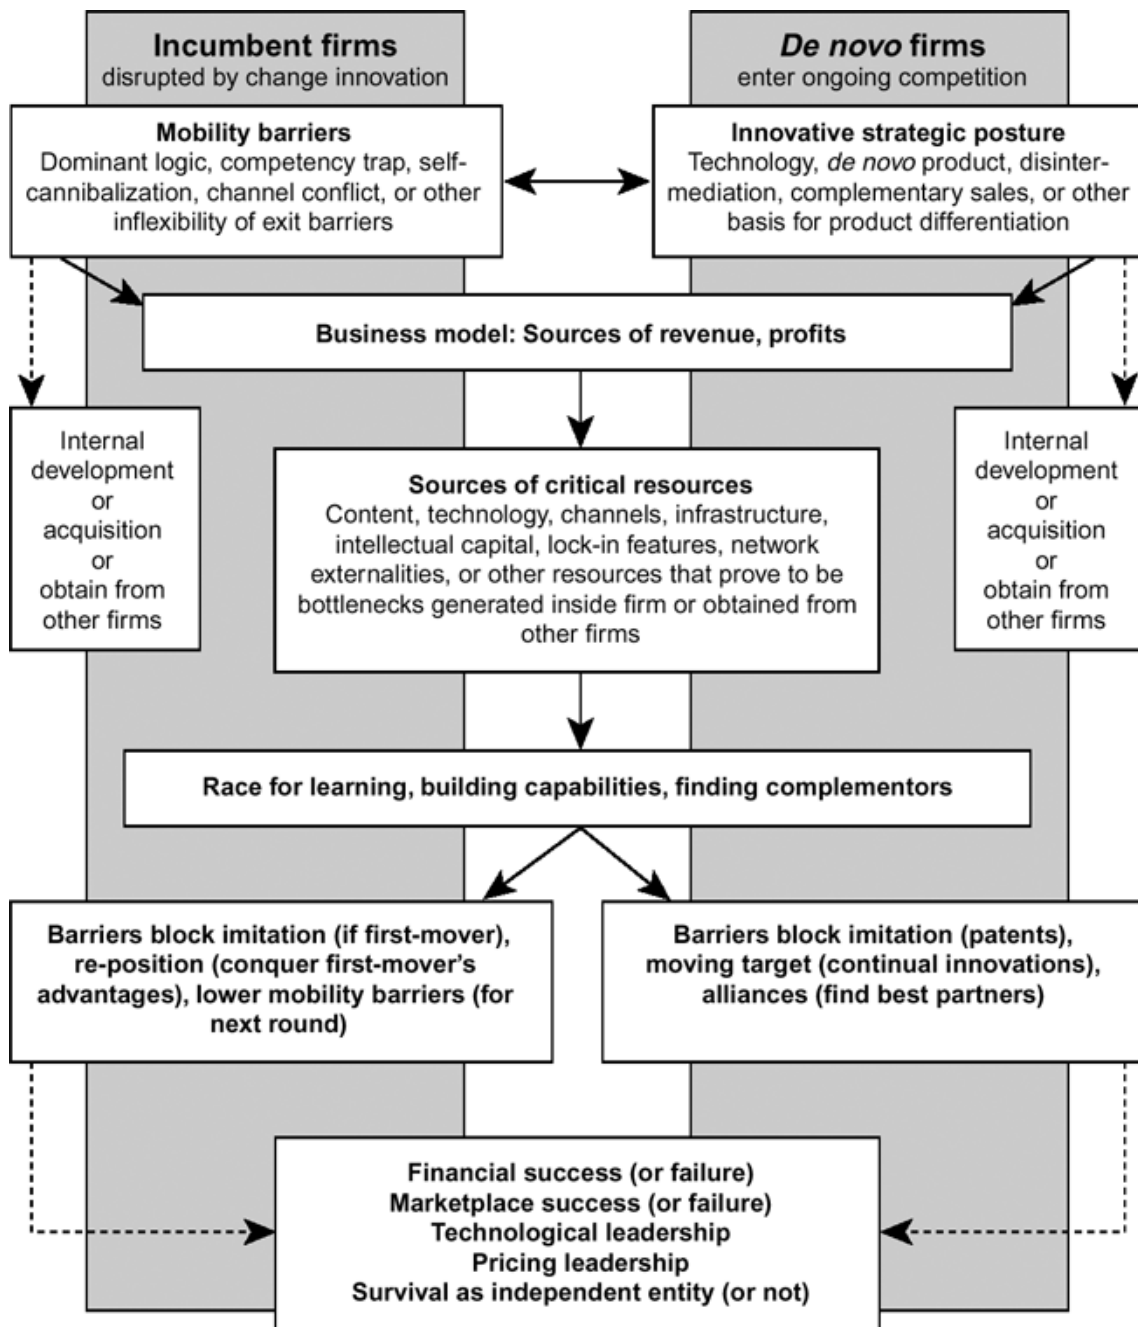 Incumbent firms
disrupted by change innovation
De novo firms
enter ongoing competition
Mobility barriers
Dominant logic, competency trap, self-
cannibalization, channel conflict, or other
inflexibility of exit barriers
Innovative strategic posture
Technology, de novo product, disinter-
mediation, complementary sales, or other
basis for product differentiation
Business model: Sources of revenue, profits
Internal
development
or
acquisition
or
obtain from
other firms
Sources of critical resources
Content, technology, channels, infrastructure,
intellectual capital, lock-in features, network
externalities, or other resources that prove to be
bottlenecks generated inside firm or obtained from
other firms
Internal
development
or
acquisition
or
obtain from
other firms
Race for learning, building capabilities, finding complementors
Barriers block imitation (if first-mover),
re-position (conquer first-mover's
advantages), lower mobility barriers (for
next round)
Barriers block imitation (patents),
moving target (continual innovations),
alliances (find best partners)
Financial success (or failure)
Marketplace success (or failure)
Technological leadership
Pricing leadership
Survival as independent entity (or not)